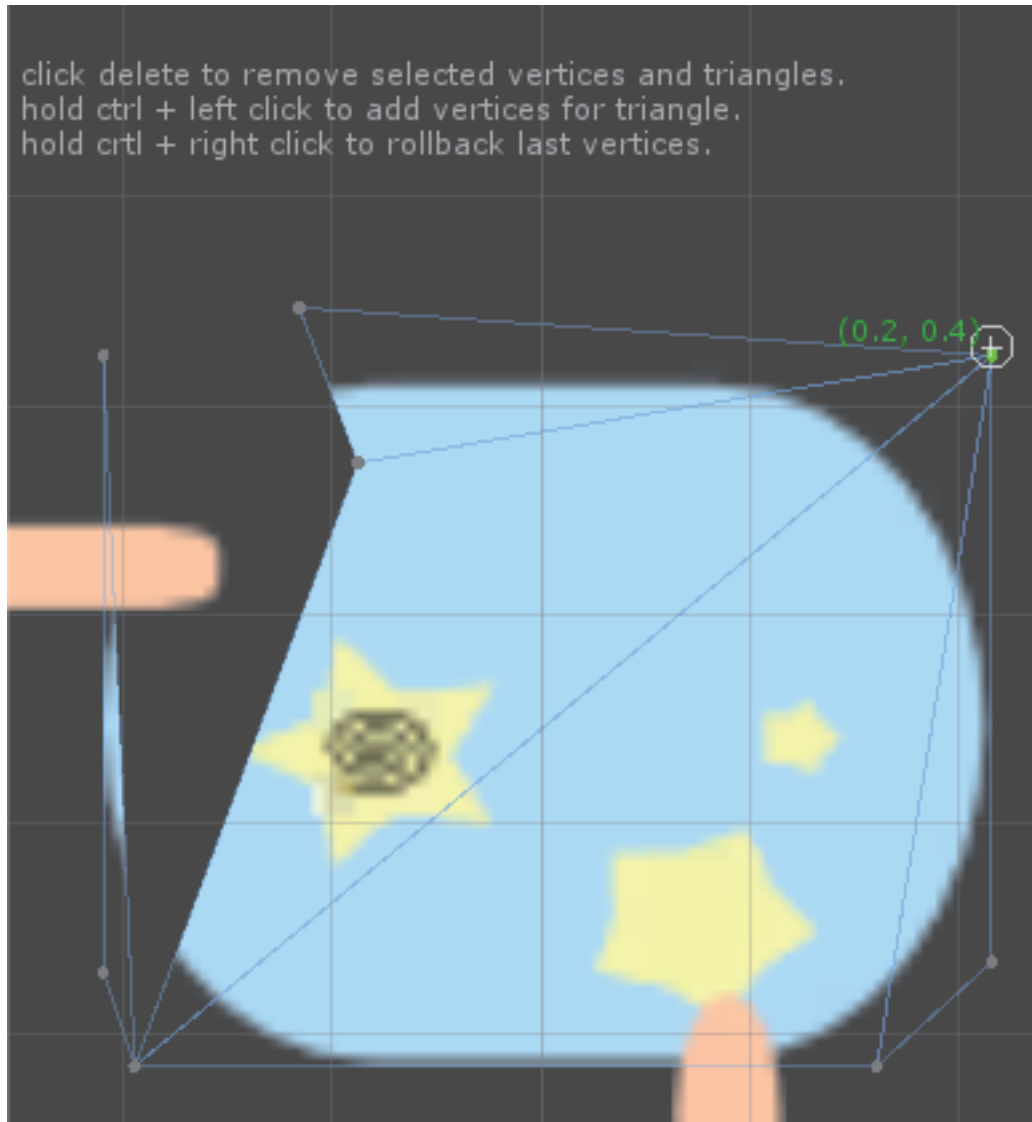 click delete to remove selected vertices and triangles.
hold ctrl + left click to add vertices for triangle.
hold crtl + right click to rollback last vertices.
(0.2, 0.4)